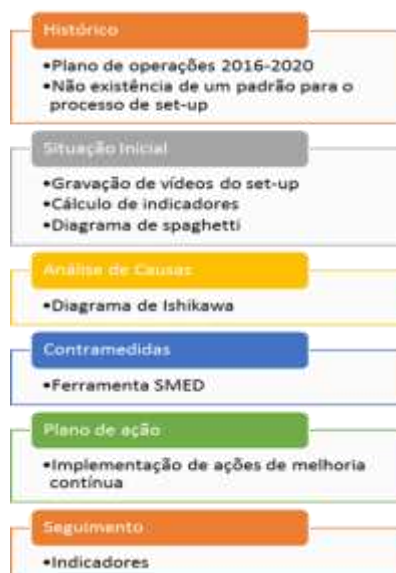 Histórico
•Plano de operações 2016-2020
•Não existência de um padrão para o
processo de set-up
Situação Inicial
•Gravação de vídeos do set-up
•Cálculo de indicadores
•Diagrama de spaghetti
Análise de Causas
•Diagrama de Ishikawa
Contramedidas
•Ferramenta SMED
Plano de ação
•Implementação de ações de melhoria
contínua
Seguimento
•Indicadores